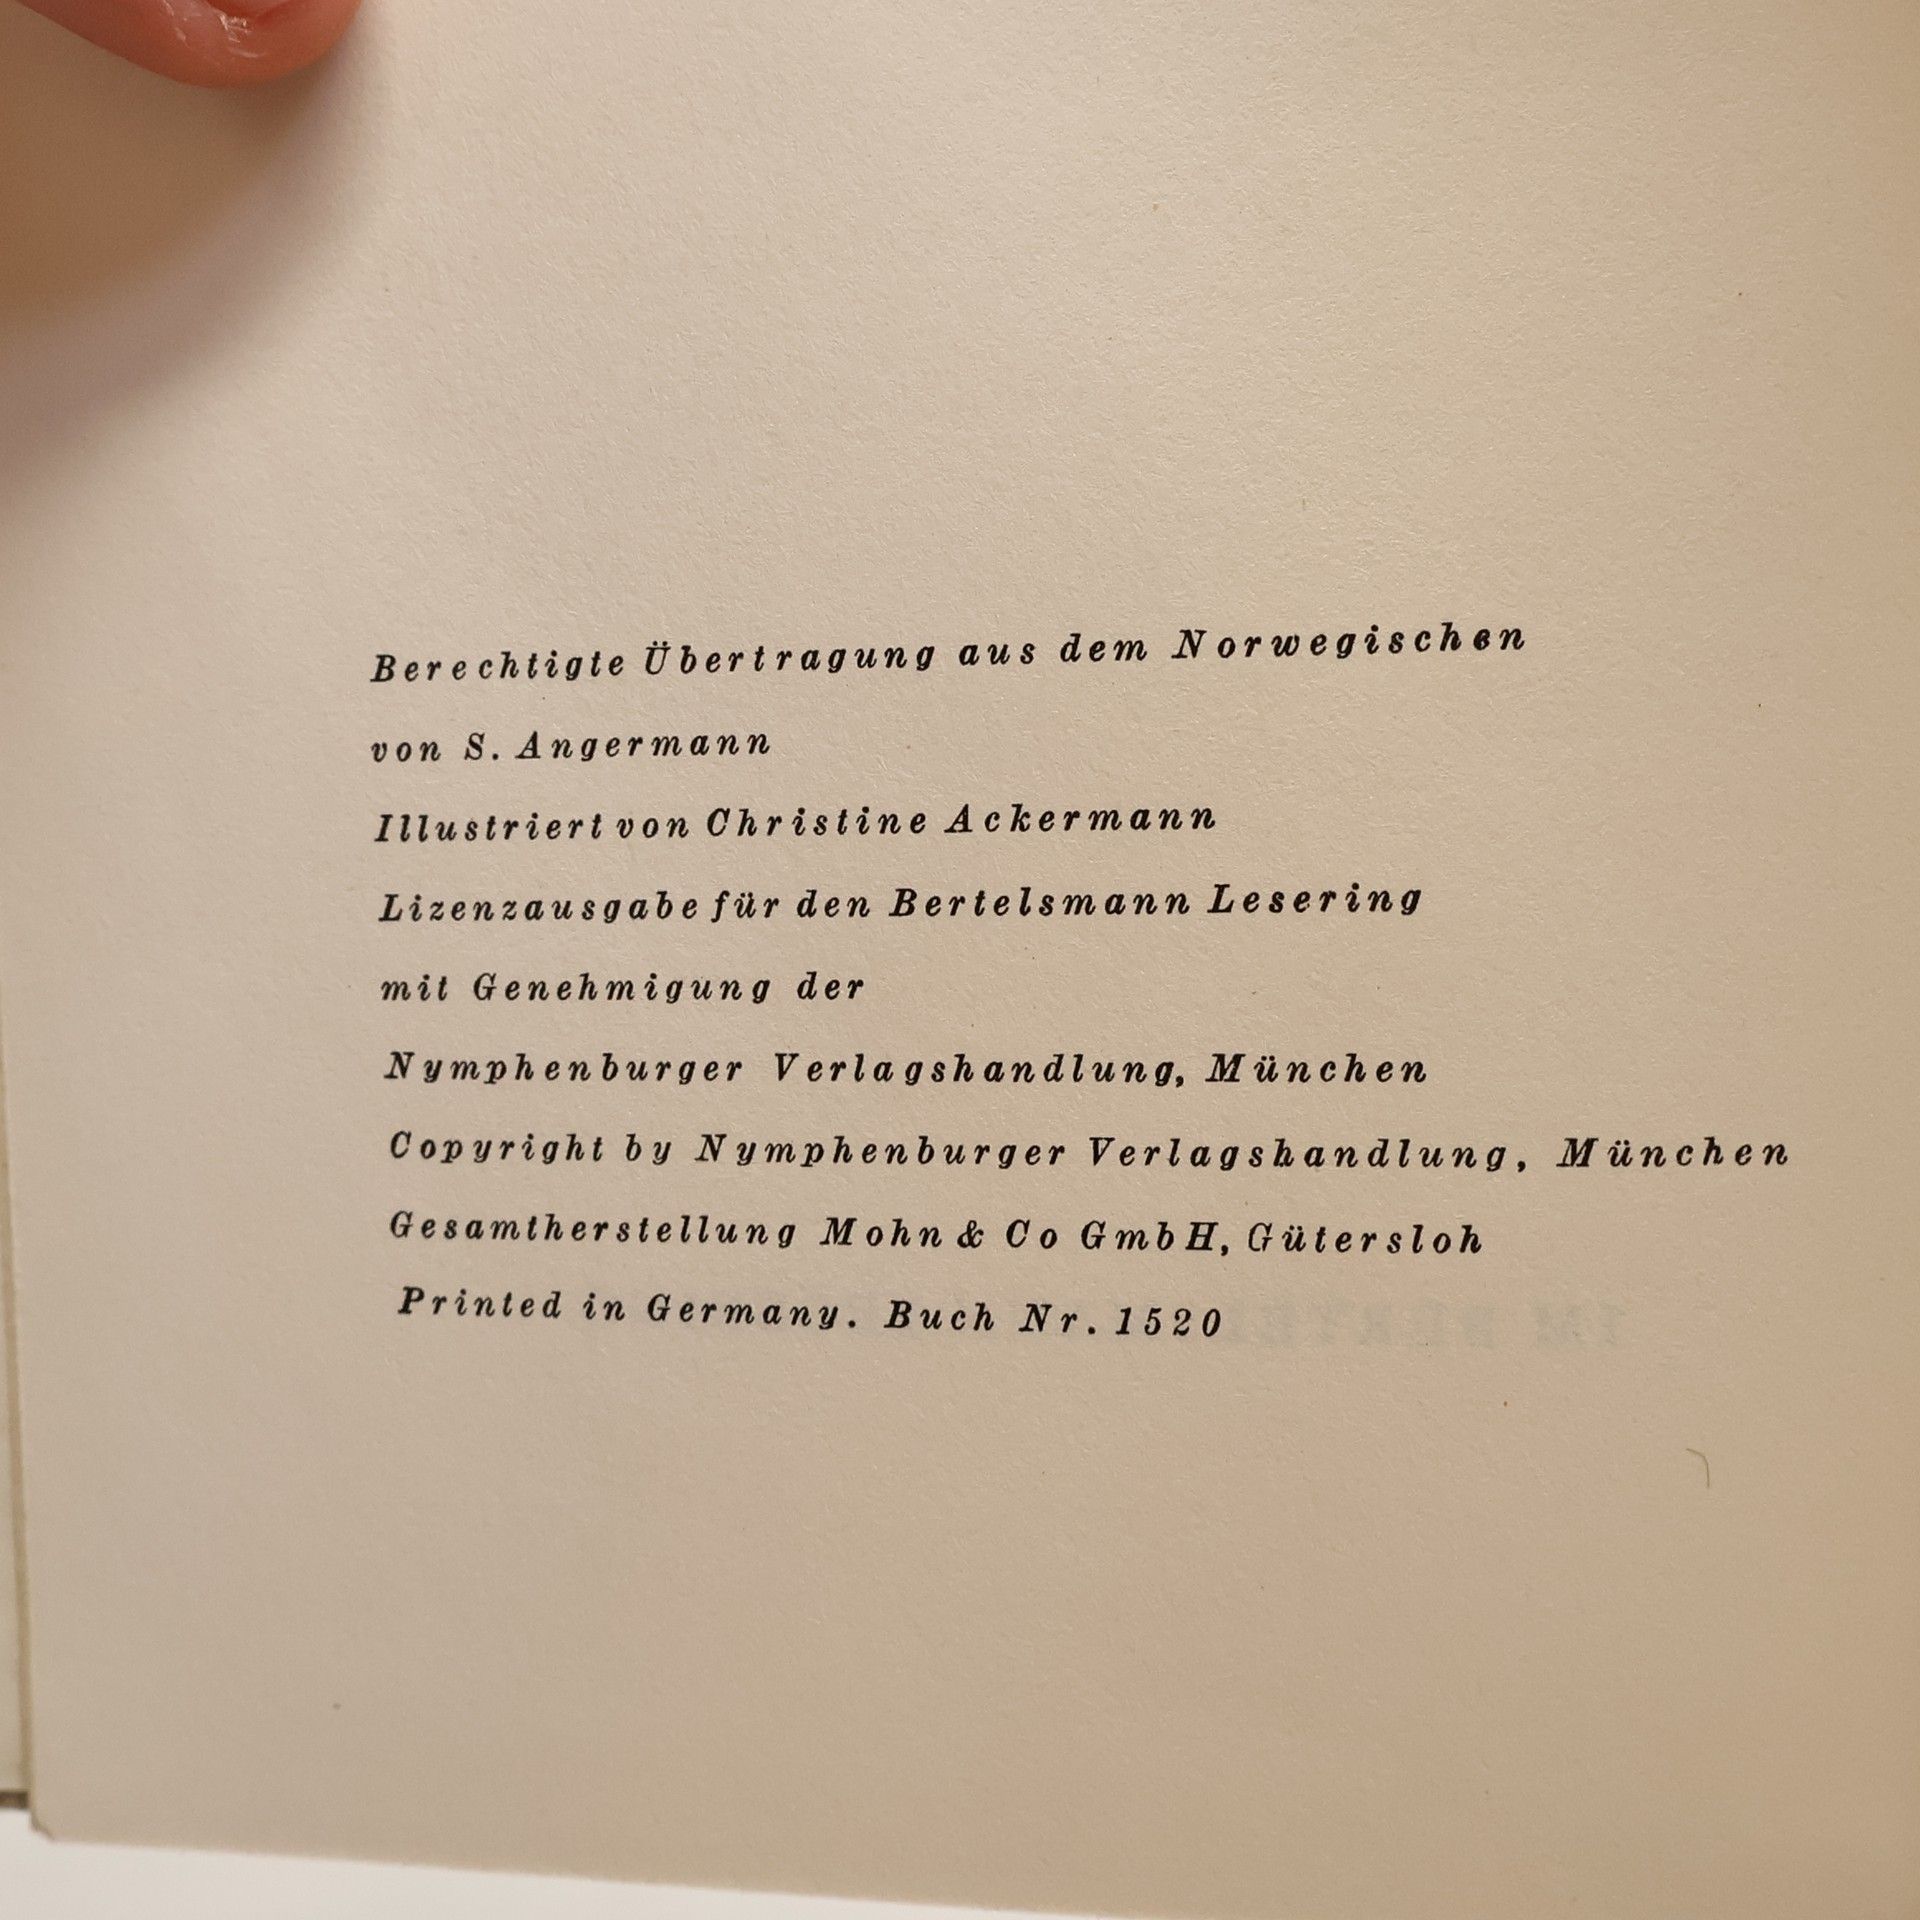 Berechtigte Übertragung aus dem Norwegischen
von S. Angermann
Illustriert von Christine Ackermann
Lizenzausgabe für den Bertelsmann Lesering
mit Genehmigung der
Nymphenburger Verlagshandlung, München
Copyright by Nymphenburger Verlagshandlung, München
Gesamtherstellung Mohn & Co GmbH, Gütersloh
Printed in Germany. Buch Nr. 1520